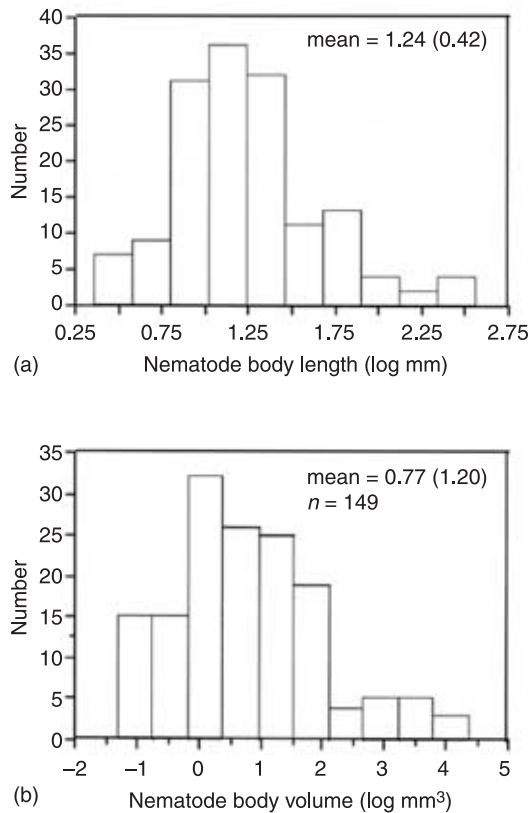 40
35
30
25
20
15
10
5
0
Number
mean = 1.24 (0.42)
0.25 0.75 1.25 1.75 2.25 2.75
(a) Nematode body length (log mm)
35
30
25
20
15
10
5
0
Number
mean = 0.77 (1.20)
n = 149
–2 –1 0 1 2 3 4 5
(b) Nematode body volume (log mm³)